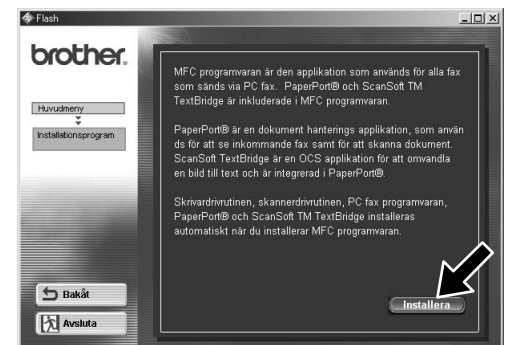 Flash
brother.
Huvudmeny
Installationsprogram
MFC programvaran är den applikation som används för alla fax
som sänds via PC fax. PaperPort® och ScanSoft TM
TextBridge är inkluderade i MFC programvaran.
PaperPort® är en dokument hanterings applikation, som använ
ds för att se inkommande fax samt för att skanna dokument.
ScanSoft TextBridge är en OCS applikation för att omvandla
en bild till text och är integrerad i PaperPort®.
Skrivardrivrutinen, skannerdrivrutinen, PC fax programvaran,
PaperPort® och ScanSoft TM TextBridge installeras
automatiskt när du installerar MFC programvaran.
Installera
Bakåt
Avsluta